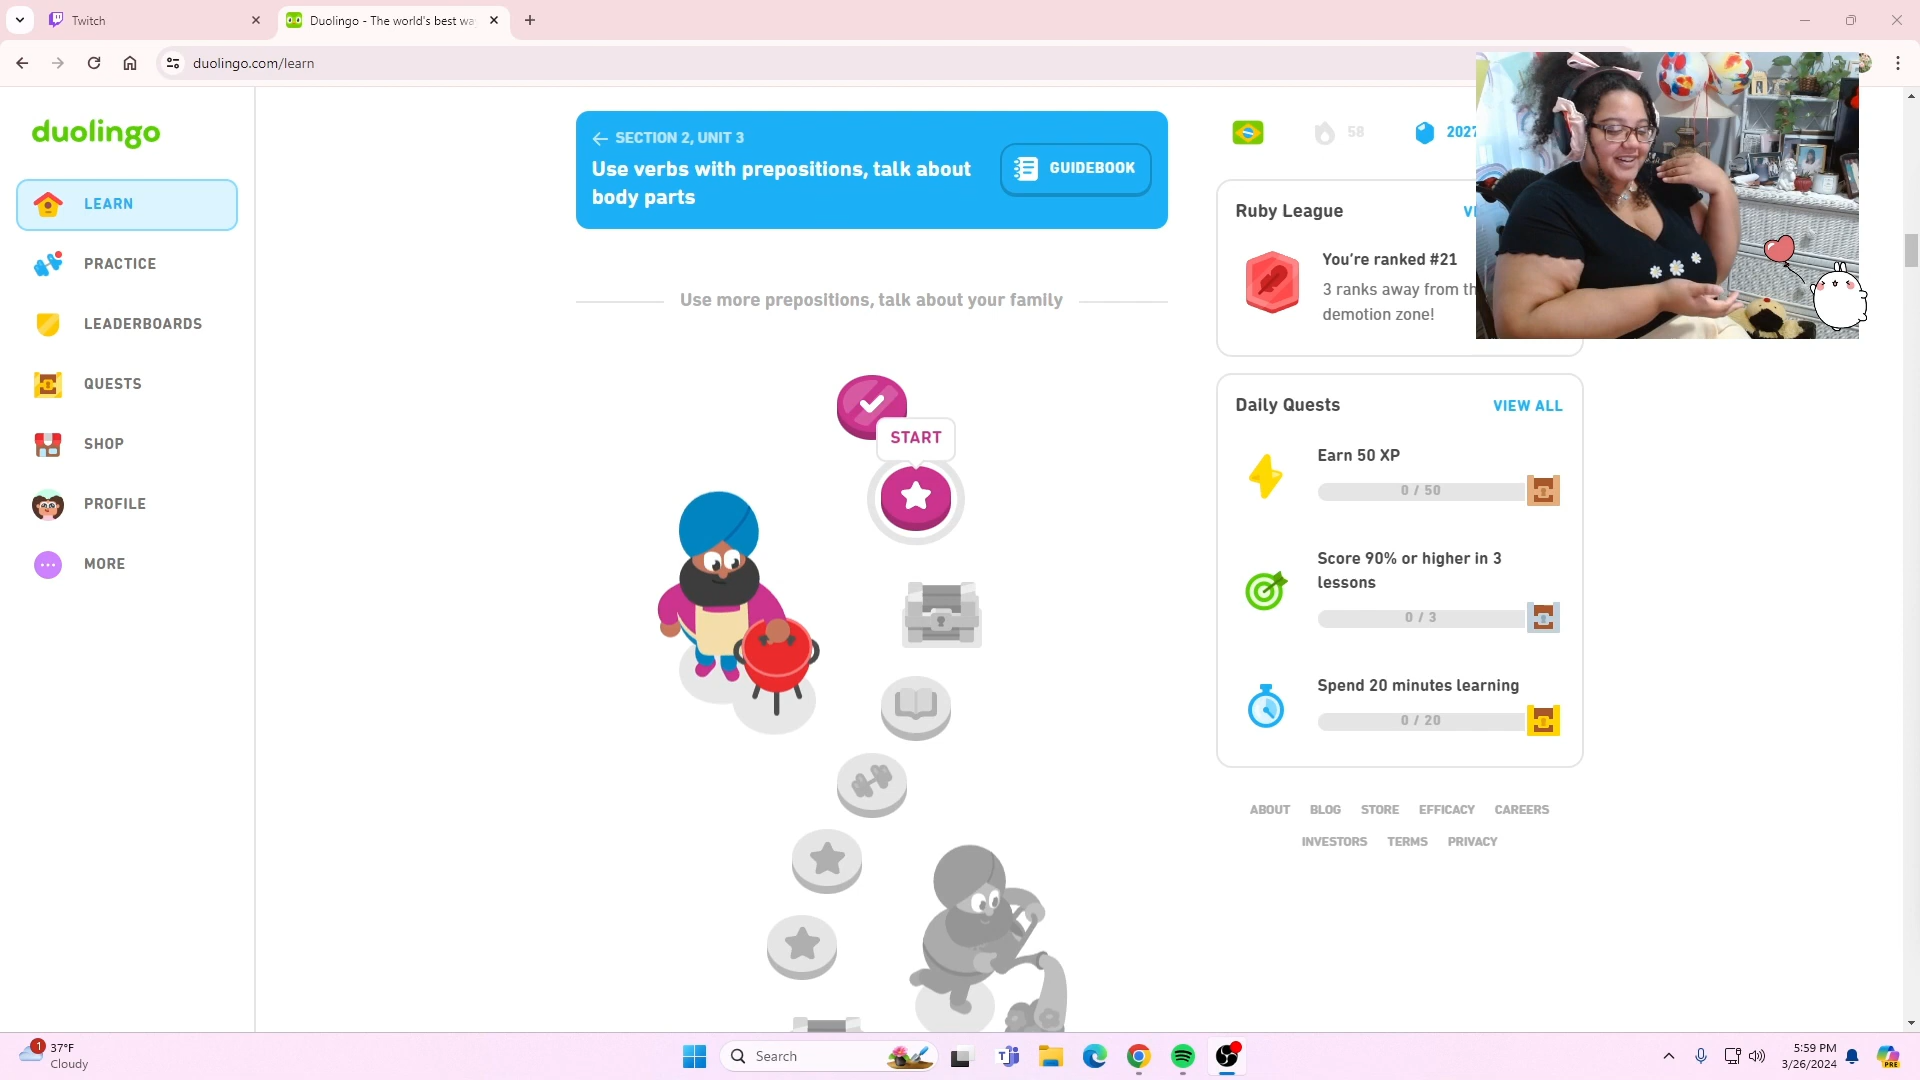 Twitch
Duolingo - The world's best wa
duolingo.com/learn
duolingo
LEARN
PRACTICE
LEADERBOARDS
QUESTS
SHOP
PROFILE
MORE
SECTION 2, UNIT 3
Use verbs with prepositions, talk about
body parts
GUIDEBOOK
Use more prepositions, talk about your family
START
58
2027
Ruby League
You're ranked #21
3 ranks away from th
demotion zone!
Daily Quests
VIEW ALL
Earn 50 XP
0 / 50
Score 90% or higher in 3
lessons
0 / 3
Spend 20 minutes learning
0 / 20
ABOUT BLOG STORE EFFICACY CAREERS
INVESTORS TERMS PRIVACY
1
37°F
Cloudy
Search
5:59 PM
3/26/2024
PRE